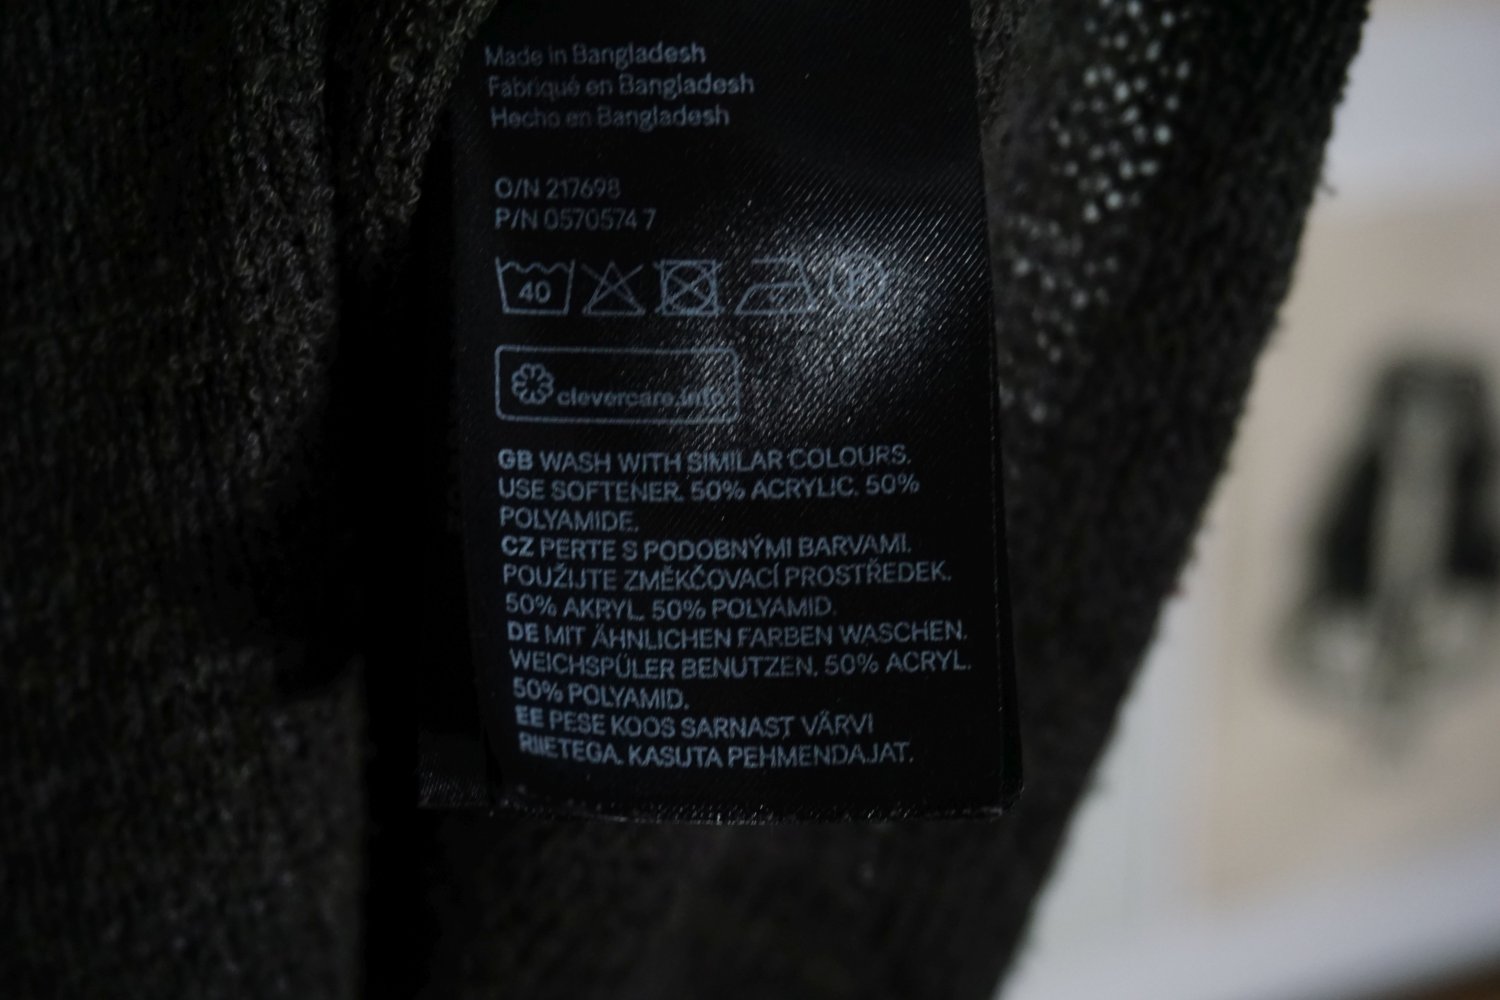 Made in Bangladesh
Fabriqué en Bangladesh
Hecho en Bangladesh
O/N 217698
P/N 0570574 7
40
clevercare.info
GB WASH WITH SIMILAR COLOURS.
USE SOFTENER. 50% ACRYLIC. 50%
POLYAMIDE.
CZ PERTE S PODOBNÝMI BARVAMI.
POUŽIJTE ZMĚKČOVACÍ PROSTŘEDEK.
50% AKRYL. 50% POLYAMID.
DE MIT ÄHNLICHEN FARBEN WASCHEN.
WEICHSPÜLER BENUTZEN. 50% ACRYL.
50% POLYAMID.
EE PESE KOOS SARNAST VÄRVI
RIIETEGA. KASUTA PEHMENDAJAT.